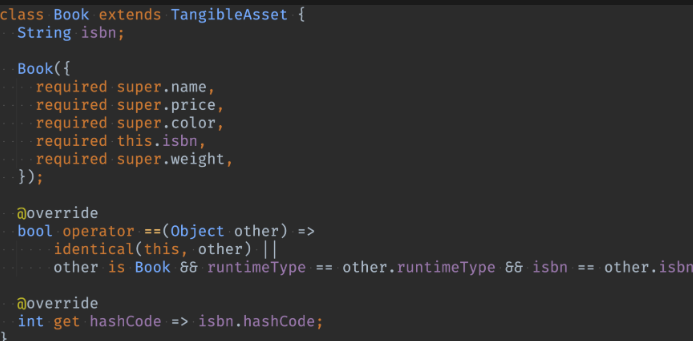 class Book extends TangibleAsset {
  String isbn;

  Book({
    required super.name,
    required super.price,
    required super.color,
    required this.isbn,
    required super.weight,
  });

  @override
  bool operator ==(Object other) =>
      identical(this, other) ||
      other is Book && runtimeType == other.runtimeType && isbn == other.isbn

  @override
  int get hashCode => isbn.hashCode;
}